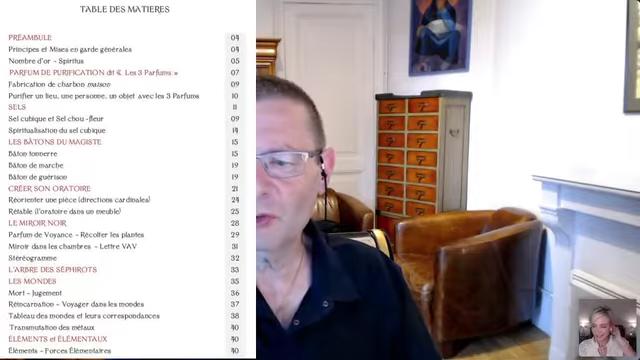 TABLE DES MATIERES
PRÉAMBULE 04
Principes et Mises en garde générales 04
Nombre d'or - Spiritus 05
PARFUM DE PURIFICATION dit « Les 3 Parfums » 07
Fabrication de charbon maison 09
Purifier un lieu, une personne, un objet avec les 3 Parfums 10
SELS 11
Sel cubique et Sel chou-fleur 11
Spiritualisation du sel cubique 14
LES BÂTONS DU MAGISTE 15
Bâton tonnerre 15
Bâton de marche 19
Bâton de guérison 19
CRÉER SON ORATOIRE 21
Réorienter une pièce (directions cardinales) 24
Retable (l'oratoire dans un meuble) 25
LE MIROIR NOIR 28
Parfum de Voyance - Récolter les plantes 29
Miroir dans les chambres - Lettre VAV 31
Stéréogramme 32
L'ARBRE DES SÉPHIROTS 33
LES MONDES 35
Mort - Jugement 36
Réincarnation - Voyager dans les mondes 37
Tableau des mondes et leurs correspondances 38
Transmutation des métaux 40
ÉLÉMENTS et ÉLÉMENTAUX 40
Éléments - Forces Élémentaires 40